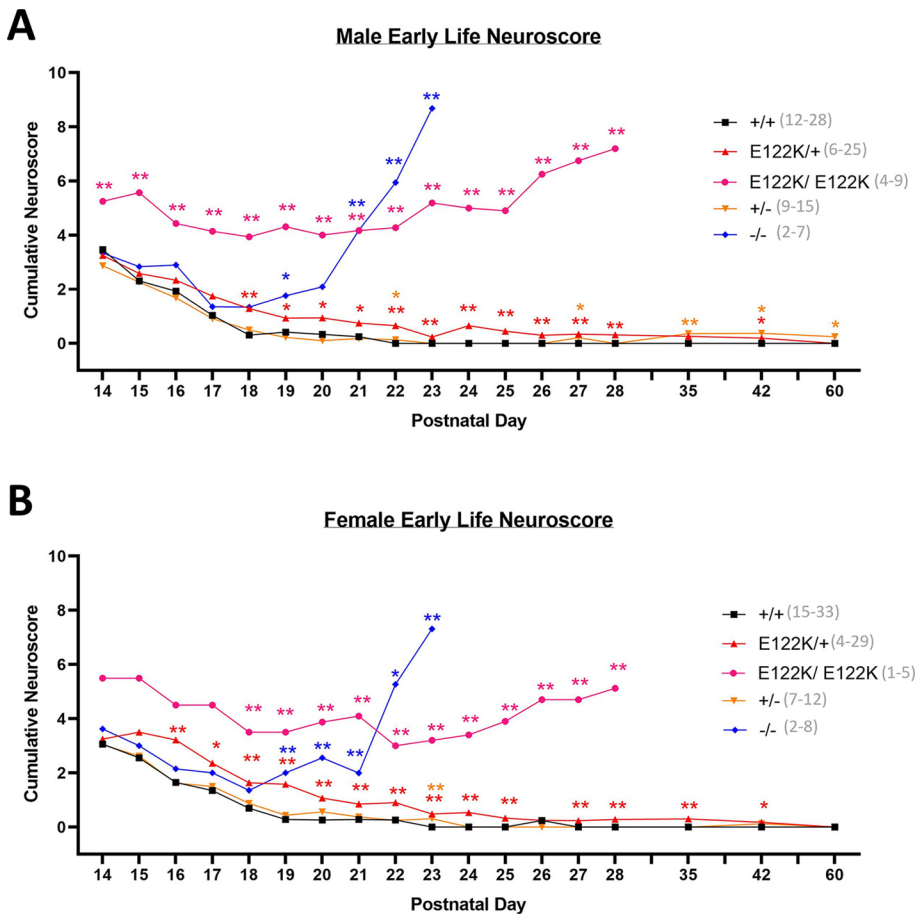 A
Male Early Life Neuroscore
Cumulative Neuroscore
10
8
6
4
2
0
** ** ** ** ** ** ** ** ** ** ** ** ** ** **
* ** ** **
** * * * ** ** ** ** ** ** ** *
* * ** * *
+/+ (12-28)
E122K/+ (6-25)
E122K/ E122K (4-9)
+/- (9-15)
-/- (2-7)
14 15 16 17 18 19 20 21 22 23 24 25 26 27 28 35 42 60
Postnatal Day
B
Female Early Life Neuroscore
Cumulative Neuroscore
10
8
6
4
2
0
** ** ** ** ** ** ** ** ** ** **
** ** ** * **
** * ** ** ** ** ** ** ** ** ** ** ** *
**
+/+ (15-33)
E122K/+ (4-29)
E122K/ E122K (1-5)
+/- (7-12)
-/- (2-8)
14 15 16 17 18 19 20 21 22 23 24 25 26 27 28 35 42 60
Postnatal Day